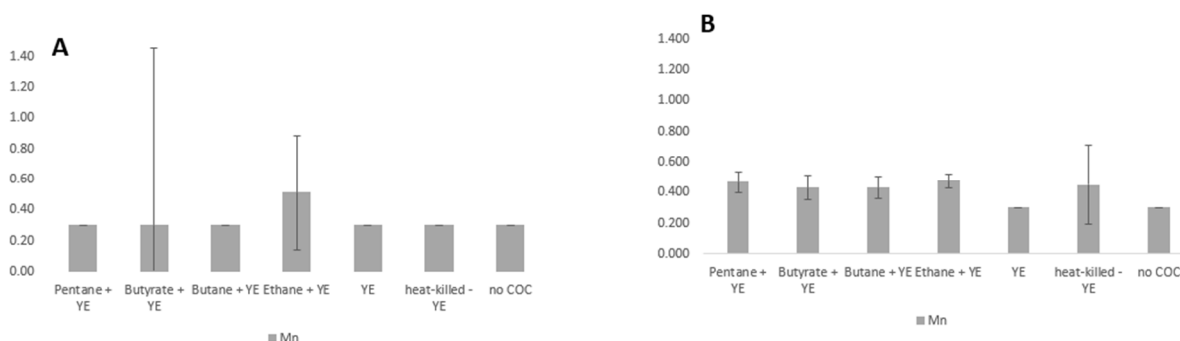 A
1.40
1.20
1.00
0.80
0.60
0.40
0.20
0.00
Pentane + YE
Butyrate + YE
Butane + YE
Ethane + YE
YE
heat-killed - YE
no COC
Mn
B
1.400
1.200
1.000
0.800
0.600
0.400
0.200
0.000
Pentane + YE
Butyrate + YE
Butane + YE
Ethane + YE
YE
heat-killed - YE
no COC
Mn